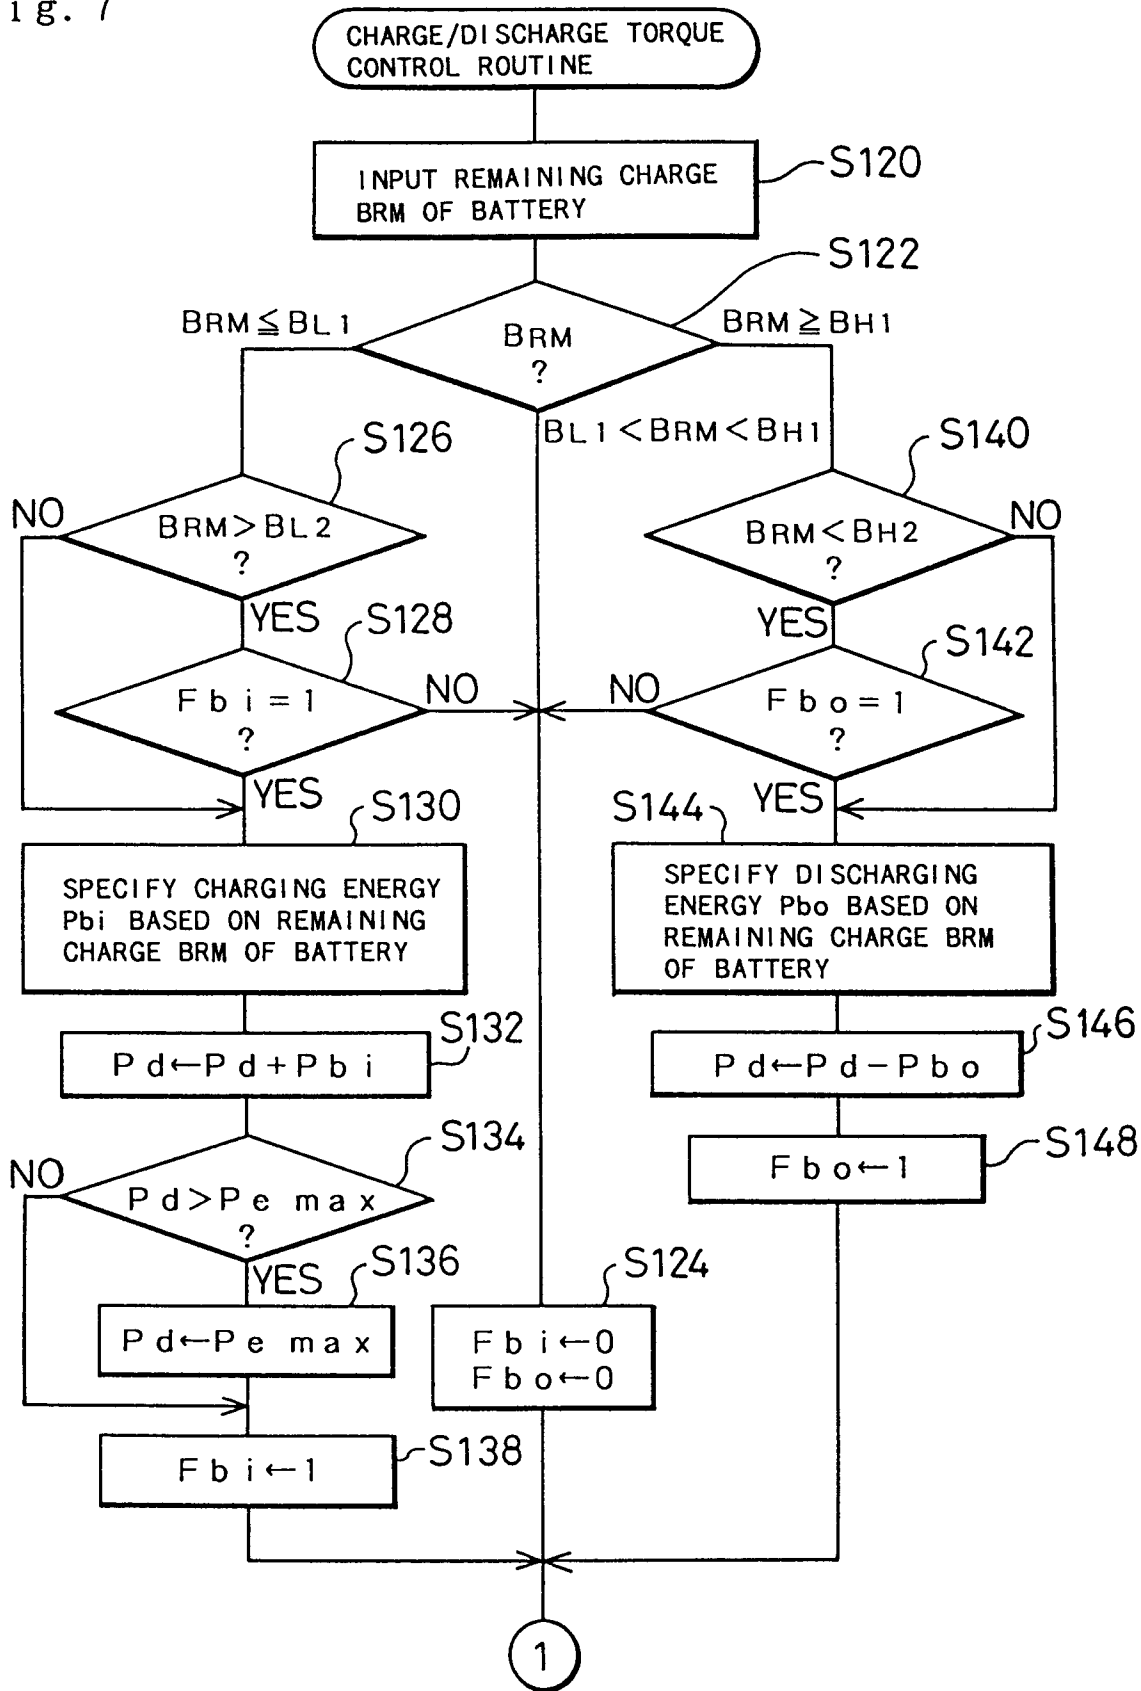 ig. 7
CHARGE/DISCHARGE TORQUE
CONTROL ROUTINE
INPUT REMAINING CHARGE
BRM OF BATTERY
S120
S122
BRM≦BL1
BRM
?
BRM≧BH1
BL1<BRM<BH1
S126
S140
NO
BRM>BL2
?
YES
BRM<BH2
?
NO
YES
S128
S142
Fbi=1
?
NO
NO
Fbo=1
?
YES
YES
S130
S144
SPECIFY CHARGING ENERGY
Pbi BASED ON REMAINING
CHARGE BRM OF BATTERY
SPECIFY DISCHARGING
ENERGY Pbo BASED ON
REMAINING CHARGE BRM
OF BATTERY
S132
S146
Pd←Pd+Pbi
Pd←Pd-Pbo
S134
S148
NO
Pd>Pe max
?
YES
Fbo←1
S136
S124
Pd←Pe max
Fbi←0
Fbo←0
S138
Fbi←1
1